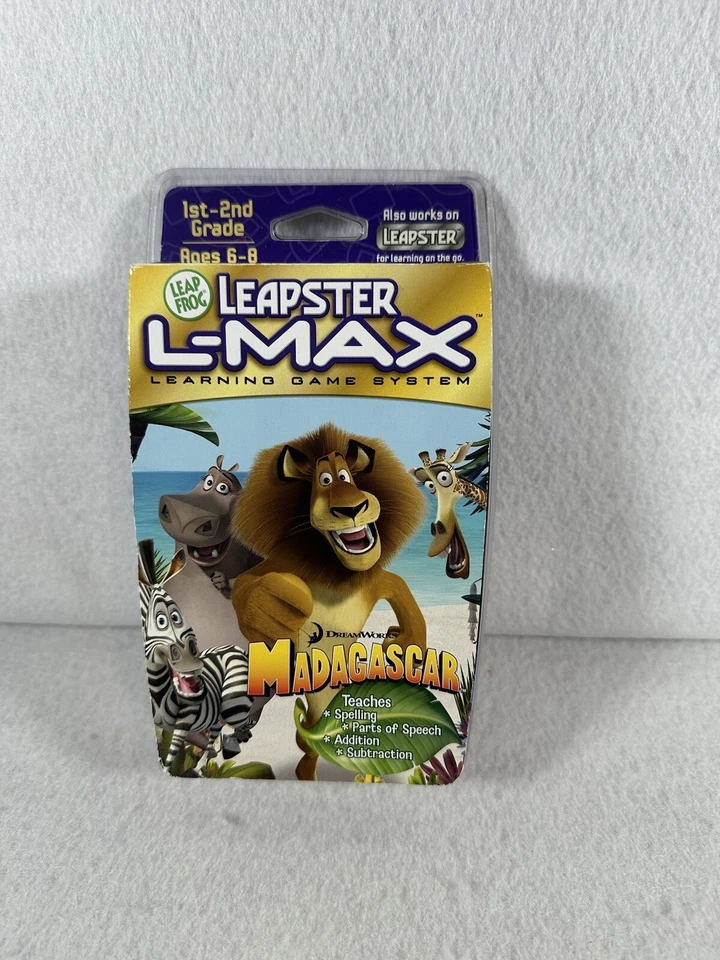 1st-2nd
Grade
Ages 6-8
Also works on
LEAPSTER
for learning on the go.
LEAP
FROG
LEAPSTER
L-MAX™
LEARNING GAME SYSTEM
DREAMWORKS
MADAGASCAR
Teaches
* Spelling
* Parts of Speech
* Addition
* Subtraction